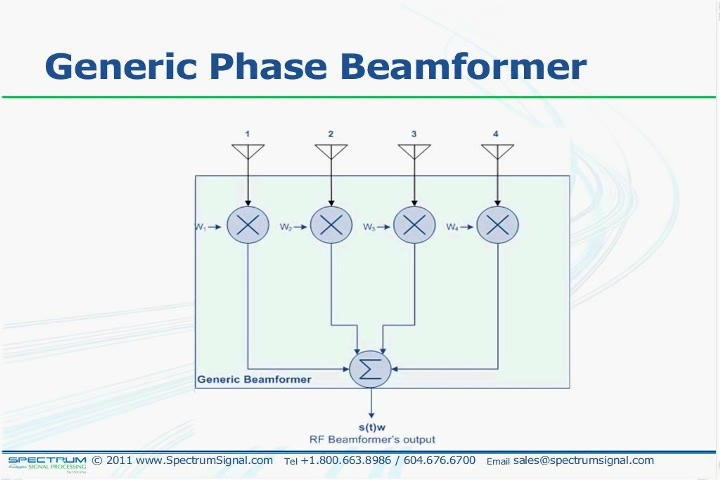 Generic Phase Beamformer
1 2 3 4
W₁ W₂ W₃ W₄
Σ
Generic Beamformer
s(t)w
RF Beamformer's output
SPECTRUM
SIGNAL PROCESSING
© 2011 www.SpectrumSignal.com Tel +1.800.663.8986 / 604.676.6700 Email sales@spectrumsignal.com